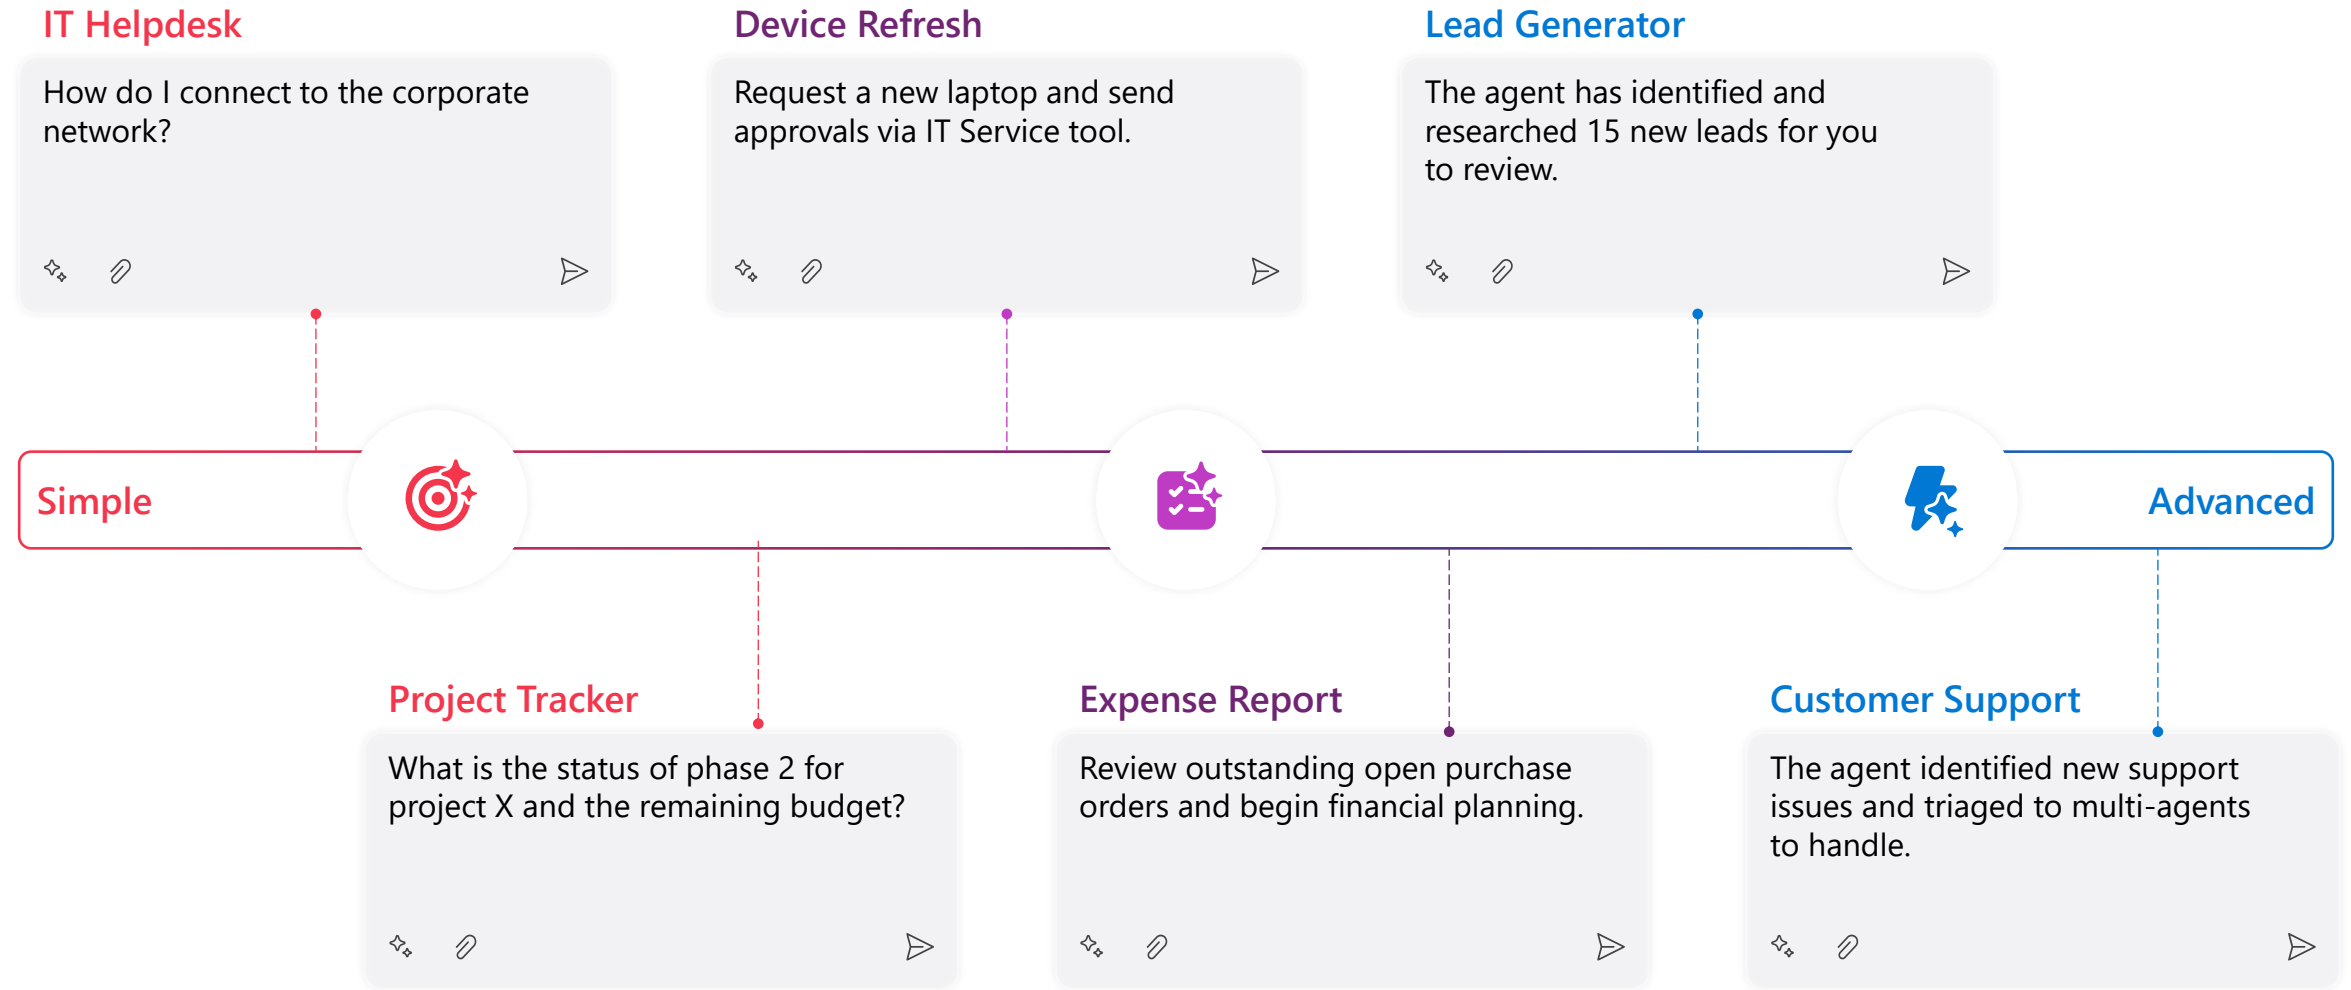 IT Helpdesk
How do I connect to the corporate
network?
Device Refresh
Request a new laptop and send
approvals via IT Service tool.
Lead Generator
The agent has identified and
researched 15 new leads for you
to review.
Simple
Advanced
Project Tracker
What is the status of phase 2 for
project X and the remaining budget?
Expense Report
Review outstanding open purchase
orders and begin financial planning.
Customer Support
The agent identified new support
issues and triaged to multi-agents
to handle.